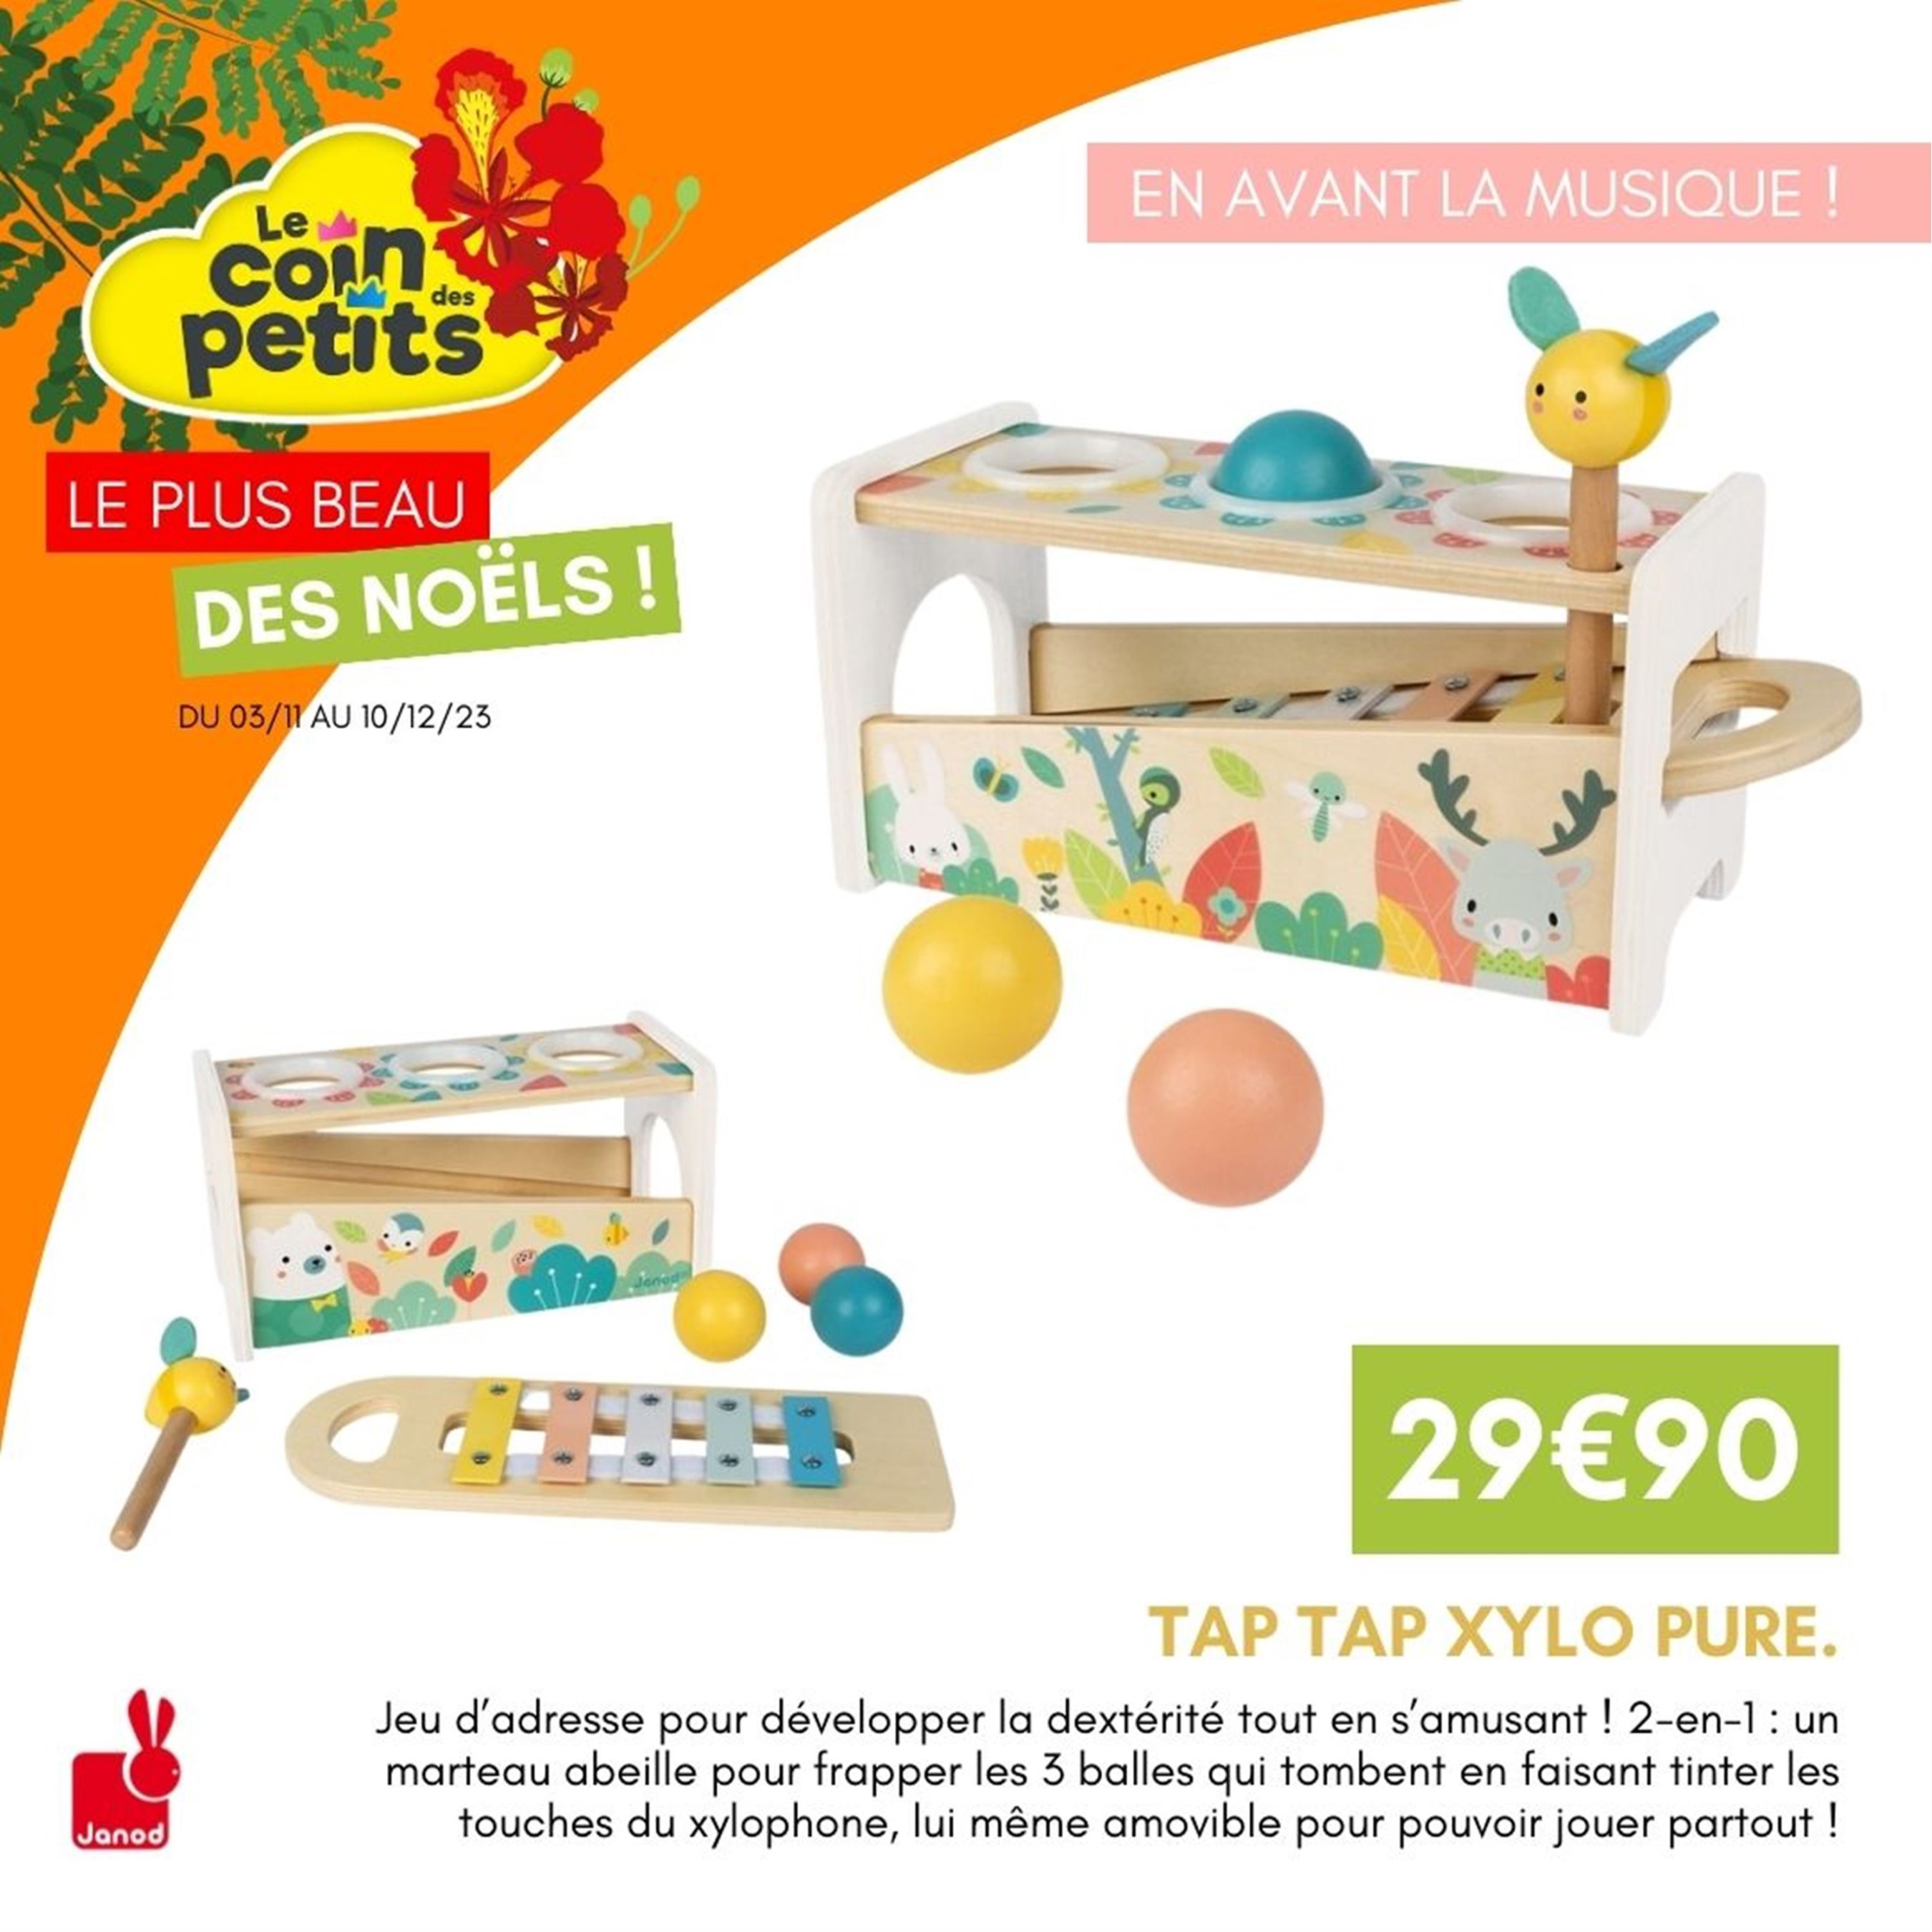 Le
coin
des
petits
LE PLUS BEAU
DES NOËLS !
DU 03/11 AU 10/12/23
EN AVANT LA MUSIQUE !
Janod
29€90
TAP TAP XYLO PURE.
Jeu d’adresse pour développer la dextérité tout en s’amusant ! 2-en-1 : un
marteau abeille pour frapper les 3 balles qui tombent en faisant tinter les
touches du xylophone, lui même amovible pour pouvoir jouer partout !
Janod